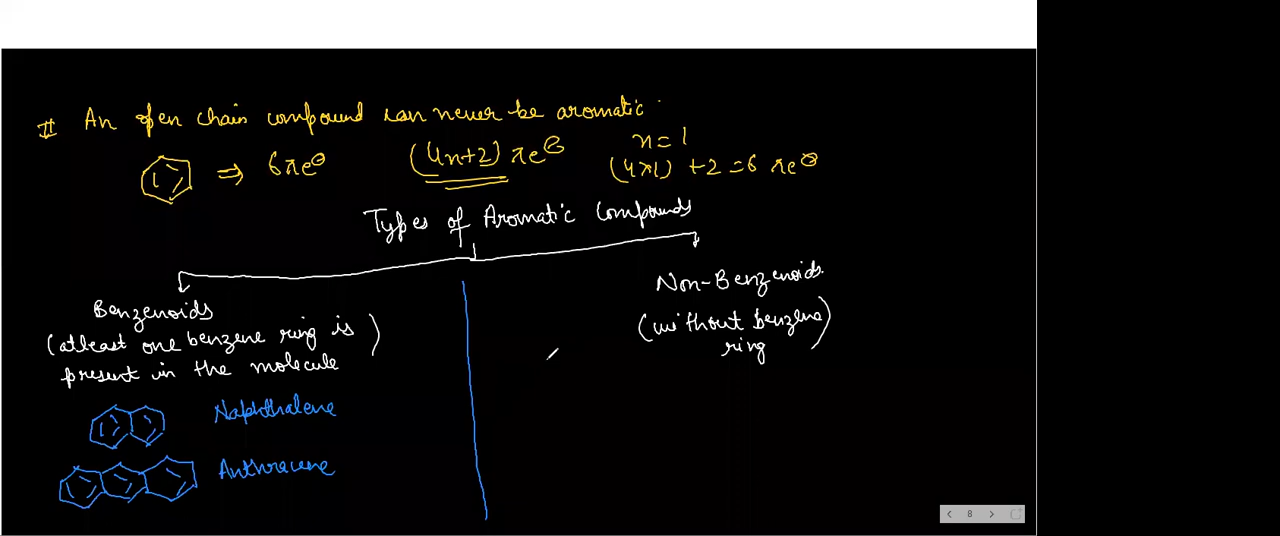 II An open chain compound can never be aromatic.
⇒ 6πe⊖ (4n+2) πe⊖ n=1
(4×1) +2 = 6 πe⊖
Types of Aromatic Compounds
Benzenoids
(atleast one benzene ring is
present in the molecule)
Naphthalene
Anthracene
Non-Benzenoids.
(without benzene
ring)
8